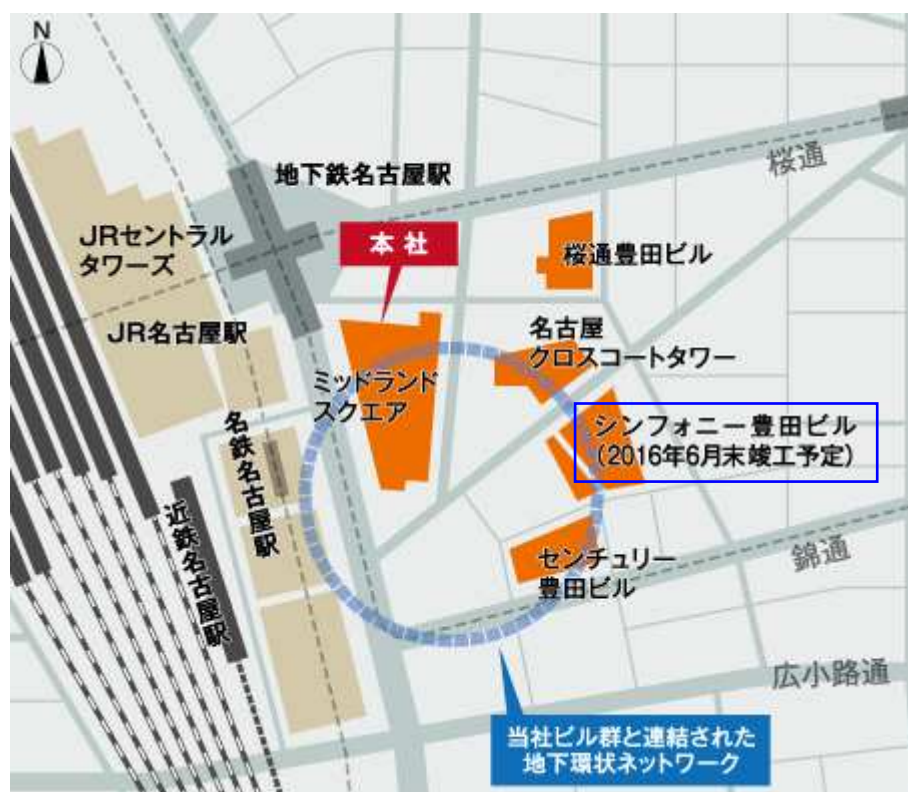 N
地下鉄名古屋駅
桜通
JRセントラル
タワーズ
本社
桜通豊田ビル
JR名古屋駅
名古屋
クロスコートタワー
ミッドランド
スクエア
シンフォニー豊田ビル
(2016年6月末竣工予定)
名鉄名古屋駅
近鉄名古屋駅
錦通
センチュリー
豊田ビル
広小路通
当社ビル群と連結された
地下環状ネットワーク